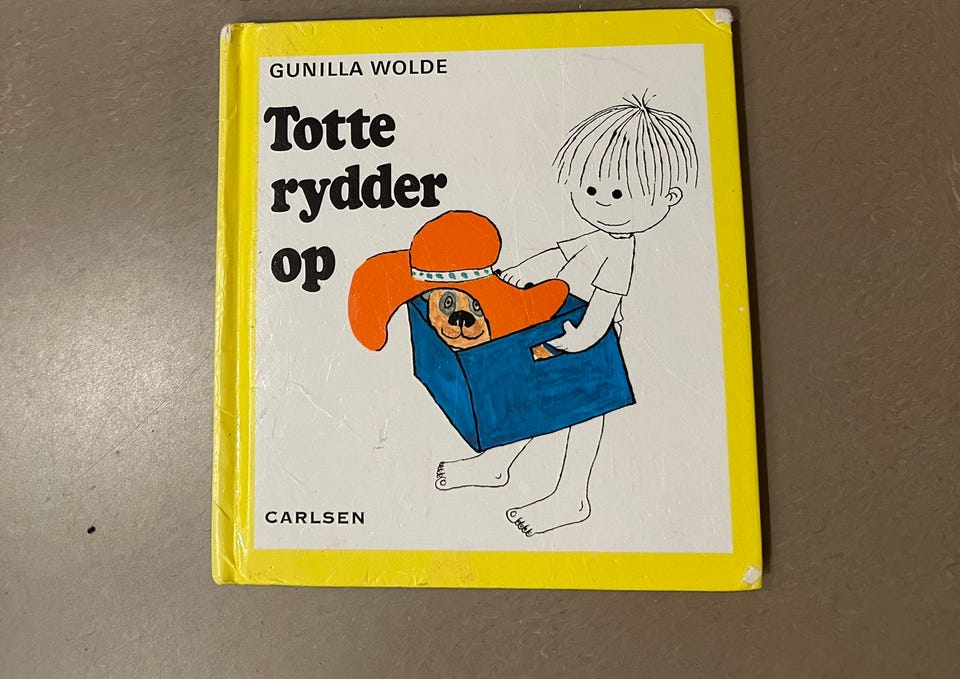 GUNILLA WOLDE
Totte
rydder
op
CARLSEN